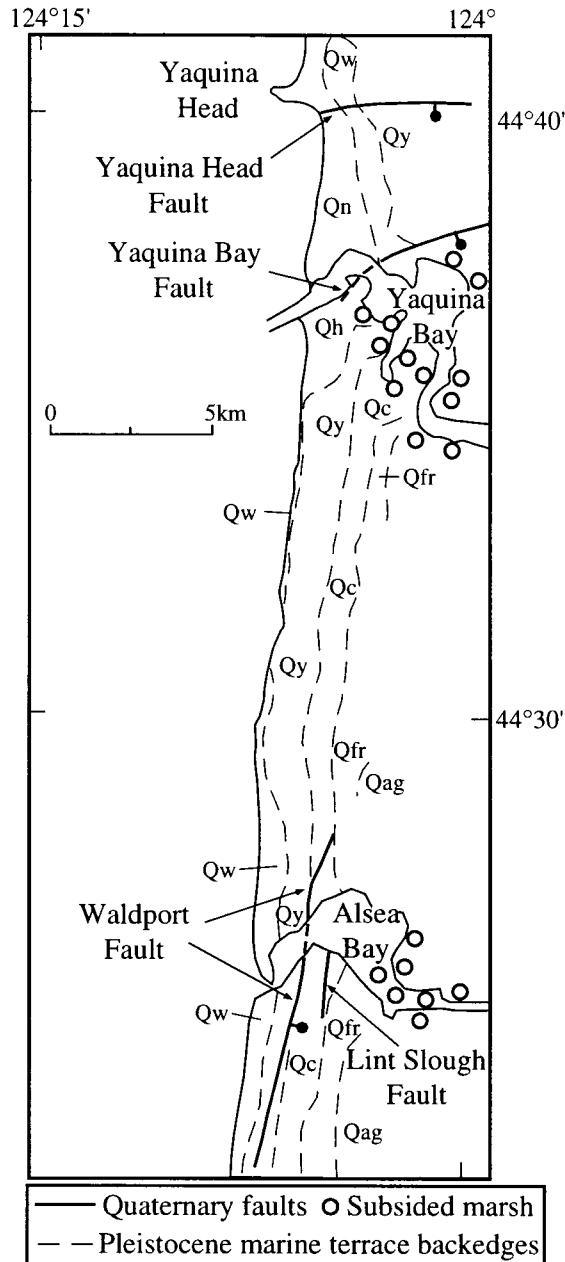 124°15'
124°
Qw
Yaquina
Head
44°40'
Qy
Yaquina Head
Fault
Qn
Yaquina Bay
Fault
Yaquina
Bay
Qh
0 5km
Qc
Qy
Qfr
Qw
Qc
Qy
44°30'
Qfr
Qag
Qw
Waldport
Fault
Qy
Alsea
Bay
Qw
Qfr
Qc
Lint Slough
Fault
Qag
Quaternary faults
Subsided marsh
Pleistocene marine terrace backedges